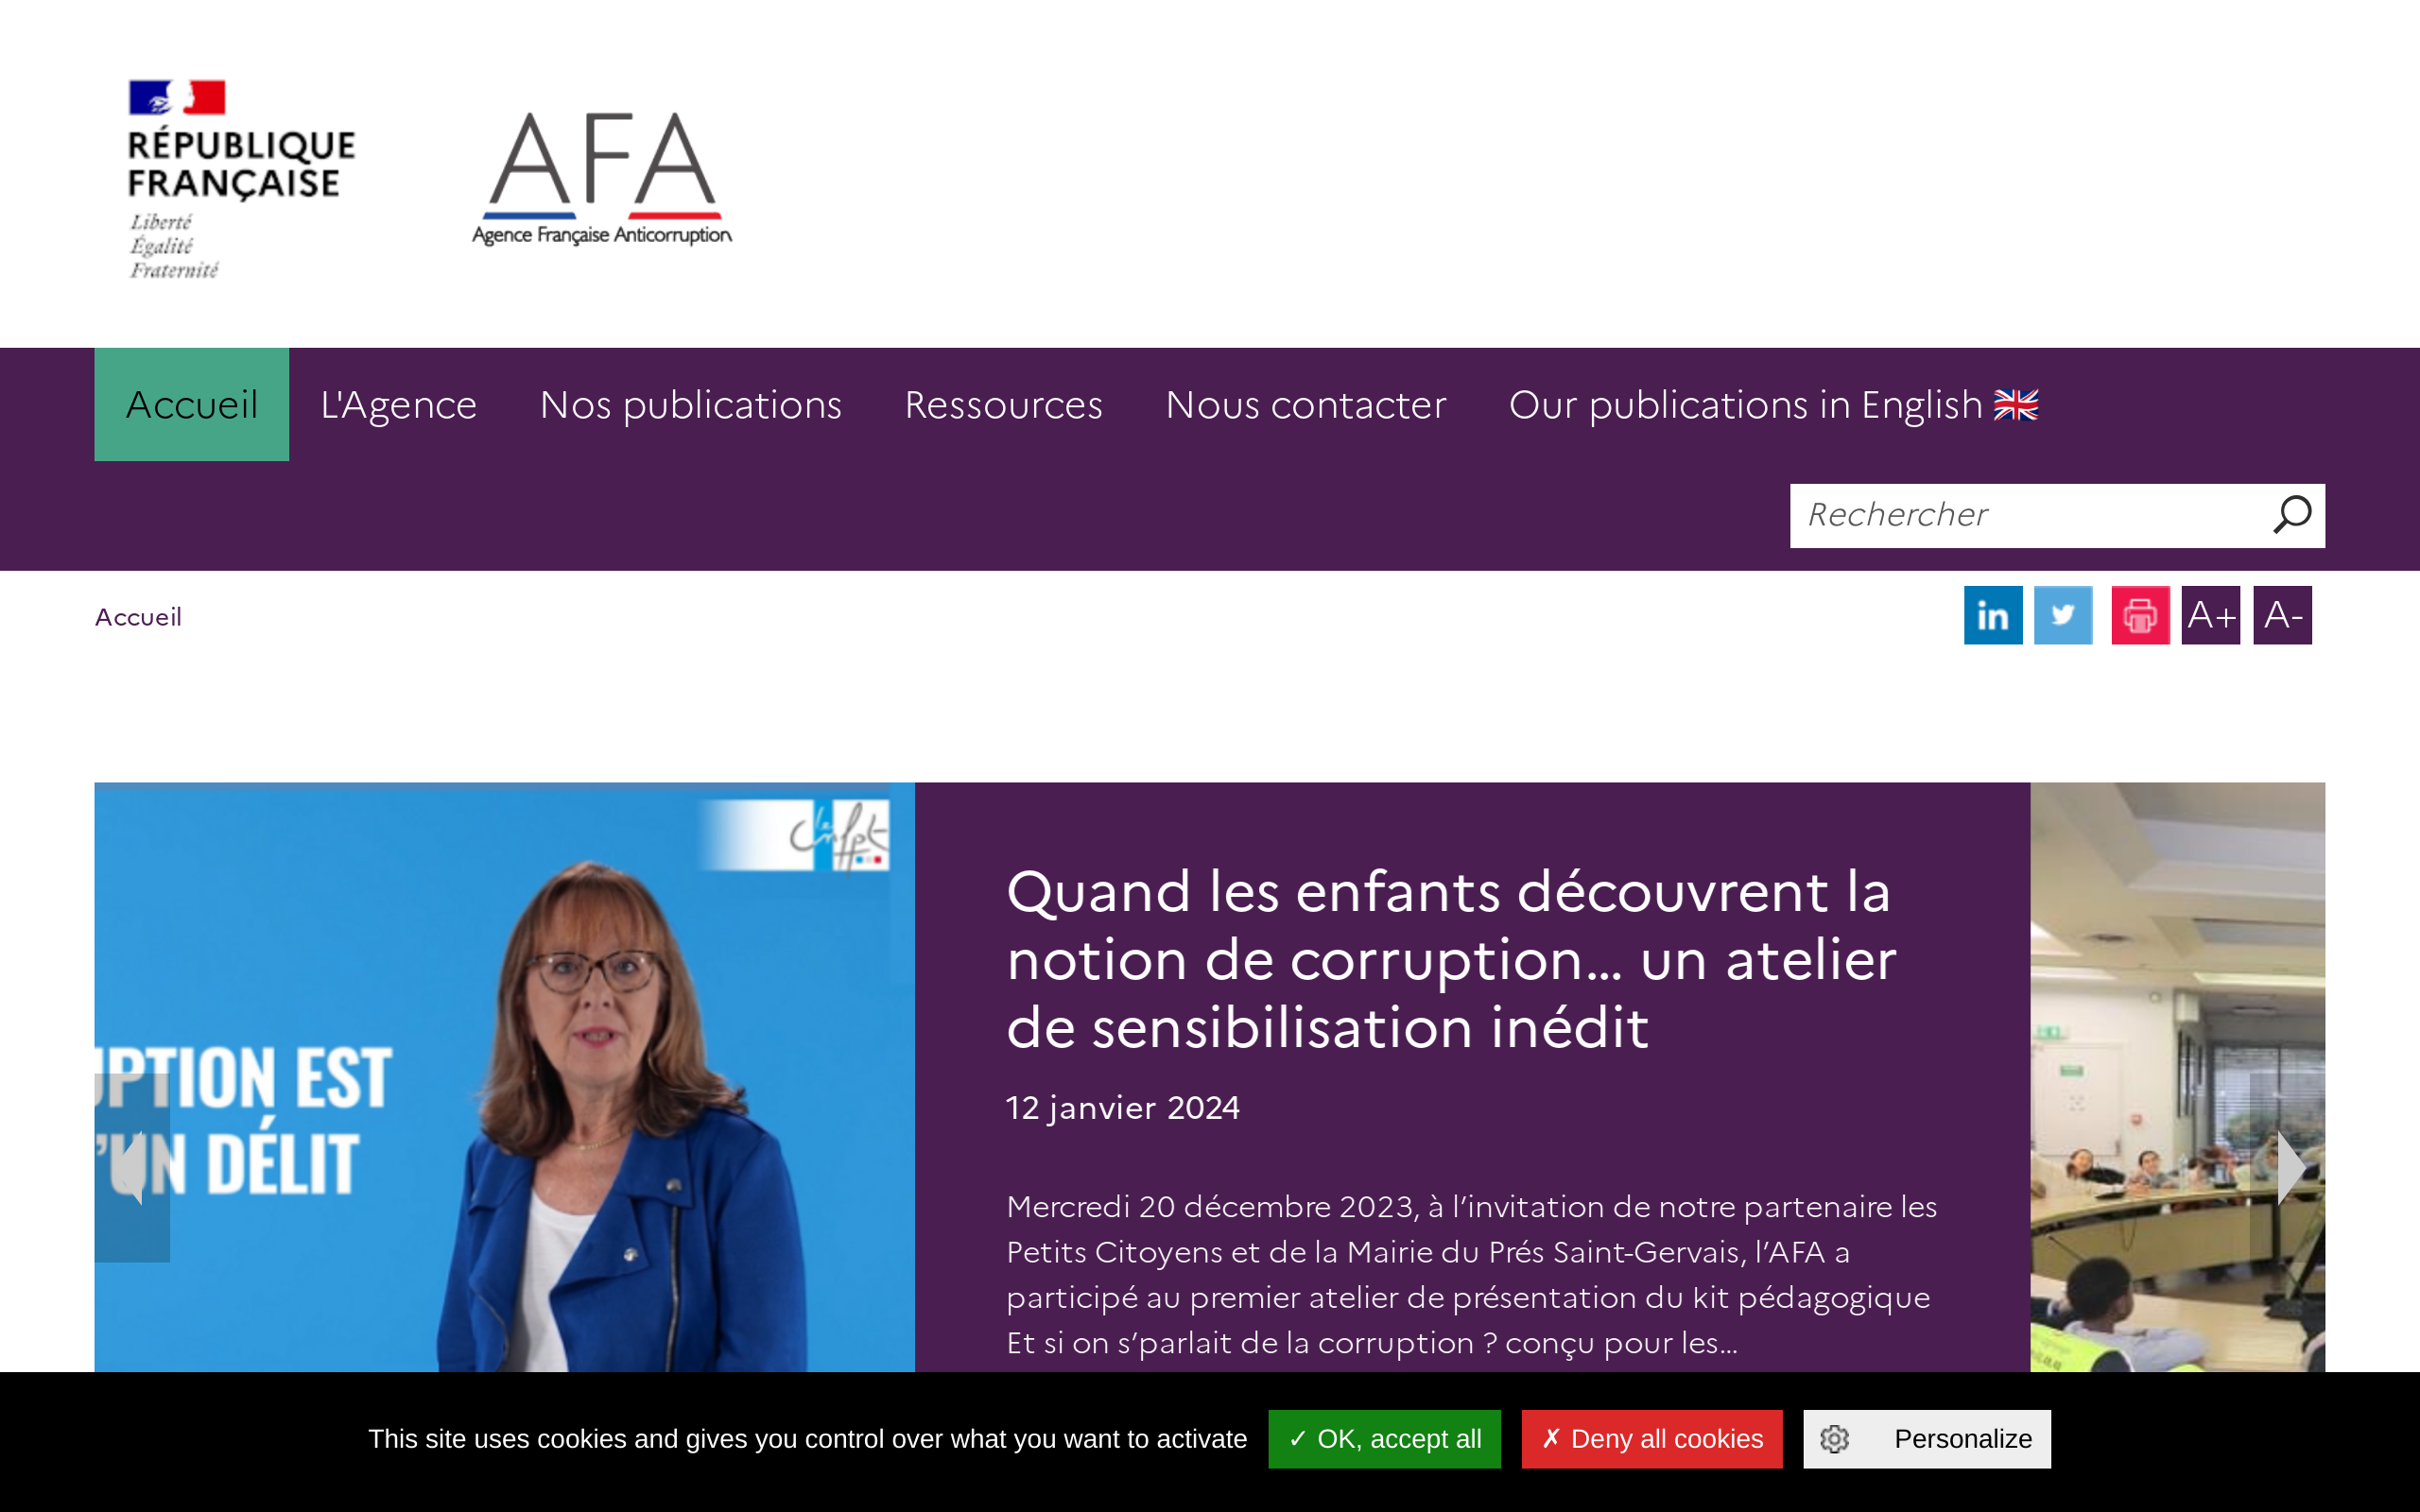 RÉPUBLIQUE
FRANÇAISE
Liberté
Égalité
Fraternité
AFA
Agence Française Anticorruption
Accueil
L'Agence
Nos publications
Ressources
Nous contacter
Our publications in English
Rechercher
Accueil
in
A+
A-
cnfpt
UPTION EST
'UN DÉLIT
Quand les enfants découvrent la
notion de corruption… un atelier
de sensibilisation inédit
12 janvier 2024
Mercredi 20 décembre 2023, à l’invitation de notre partenaire les
Petits Citoyens et de la Mairie du Prés Saint-Gervais, l’AFA a
participé au premier atelier de présentation du kit pédagogique
Et si on s’parlait de la corruption ? conçu pour les…
This site uses cookies and gives you control over what you want to activate
✓ OK, accept all
✗ Deny all cookies
Personalize